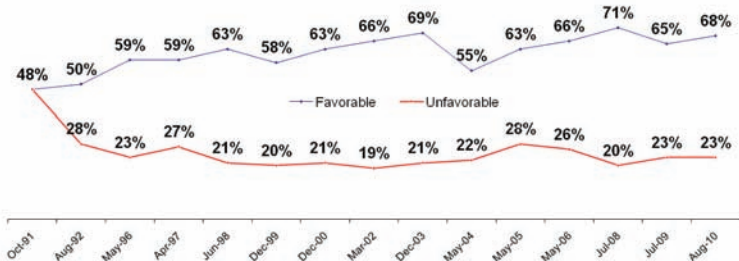 71%
69%
68%
66%
66%
65%
63%
63%
63%
59%
59%
58%
55%
50%
48%
Favorable
Unfavorable
28%
23%
27%
21%
20%
21%
19%
21%
22%
28%
26%
20%
23%
23%
Oct-91
Aug-92
May-96
Apr-97
Jun-98
Dec-99
Dec-00
Mar-02
Dec-03
May-04
May-05
May-06
Jul-08
Jul-09
Aug-10